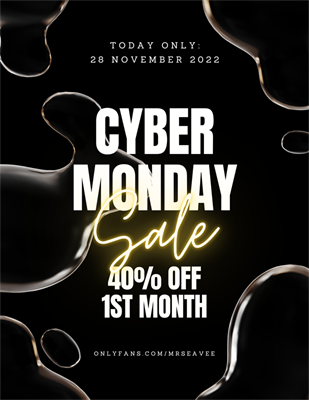 TODAY ONLY:
28 NOVEMBER 2022
CYBER
MONDAY
Sale
40% OFF
1ST MONTH
ONLYFANS.COM/MRSEAVEE